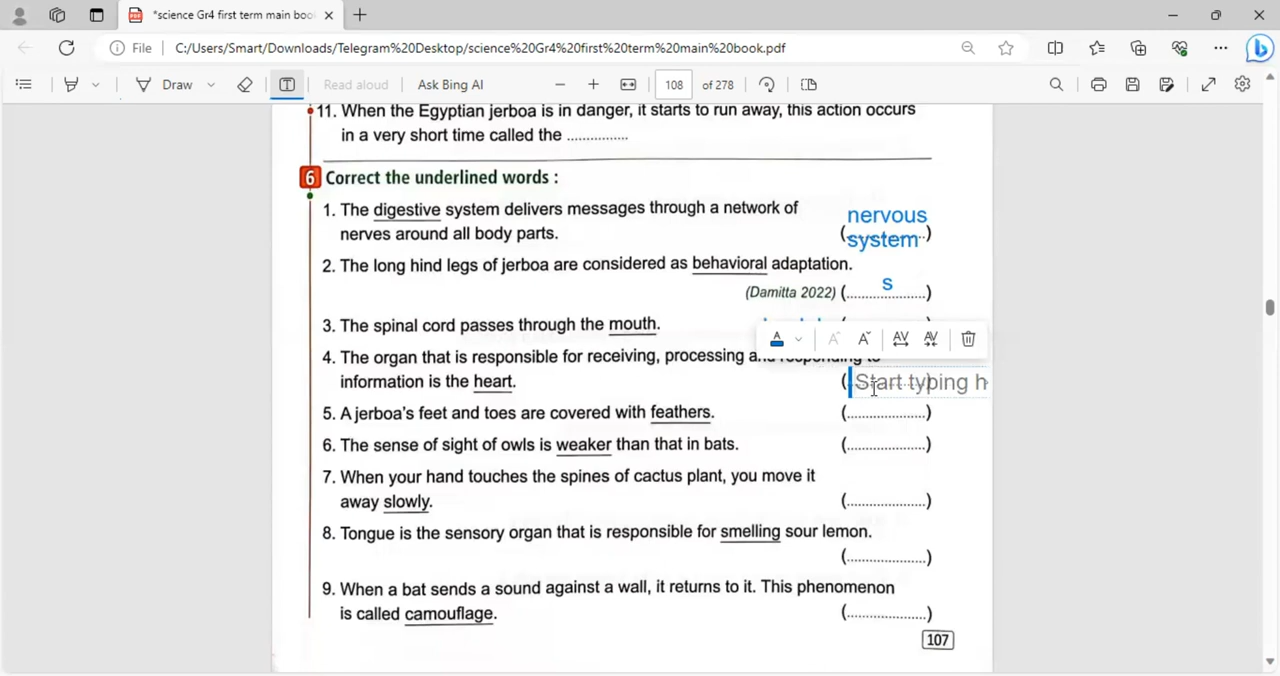 *science Gr4 first term main boo
File
C:/Users/Smart/Downloads/Telegram%20Desktop/science%20Gr4%20first%20term%20main%20book.pdf
Draw
Read aloud
Ask Bing AI
108 of 278
11. When the Egyptian jerboa is in danger, it starts to run away, this action occurs
in a very short time called the ...............
6 Correct the underlined words :
1. The digestive system delivers messages through a network of
nerves around all body parts. (...................)
nervous
system
2. The long hind legs of jerboa are considered as behavioral adaptation.
(Damitta 2022) (...................)
s
3. The spinal cord passes through the mouth.
4. The organ that is responsible for receiving, processing and responding to
information is the heart. (...................)
Start typing h
5. A jerboa's feet and toes are covered with feathers. (...................)
6. The sense of sight of owls is weaker than that in bats. (...................)
7. When your hand touches the spines of cactus plant, you move it
away slowly. (...................)
8. Tongue is the sensory organ that is responsible for smelling sour lemon.
(...................)
9. When a bat sends a sound against a wall, it returns to it. This phenomenon
is called camouflage. (...................)
107